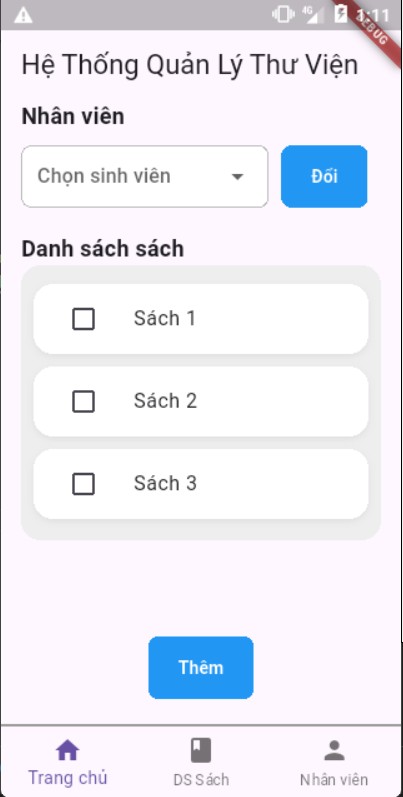 4G
1:11
DEBUG
Hệ Thống Quản Lý Thư Viện
Nhân viên
Chọn sinh viên
Đổi
Danh sách sách
Sách 1
Sách 2
Sách 3
Thêm
Trang chủ
DS Sách
Nhân viên